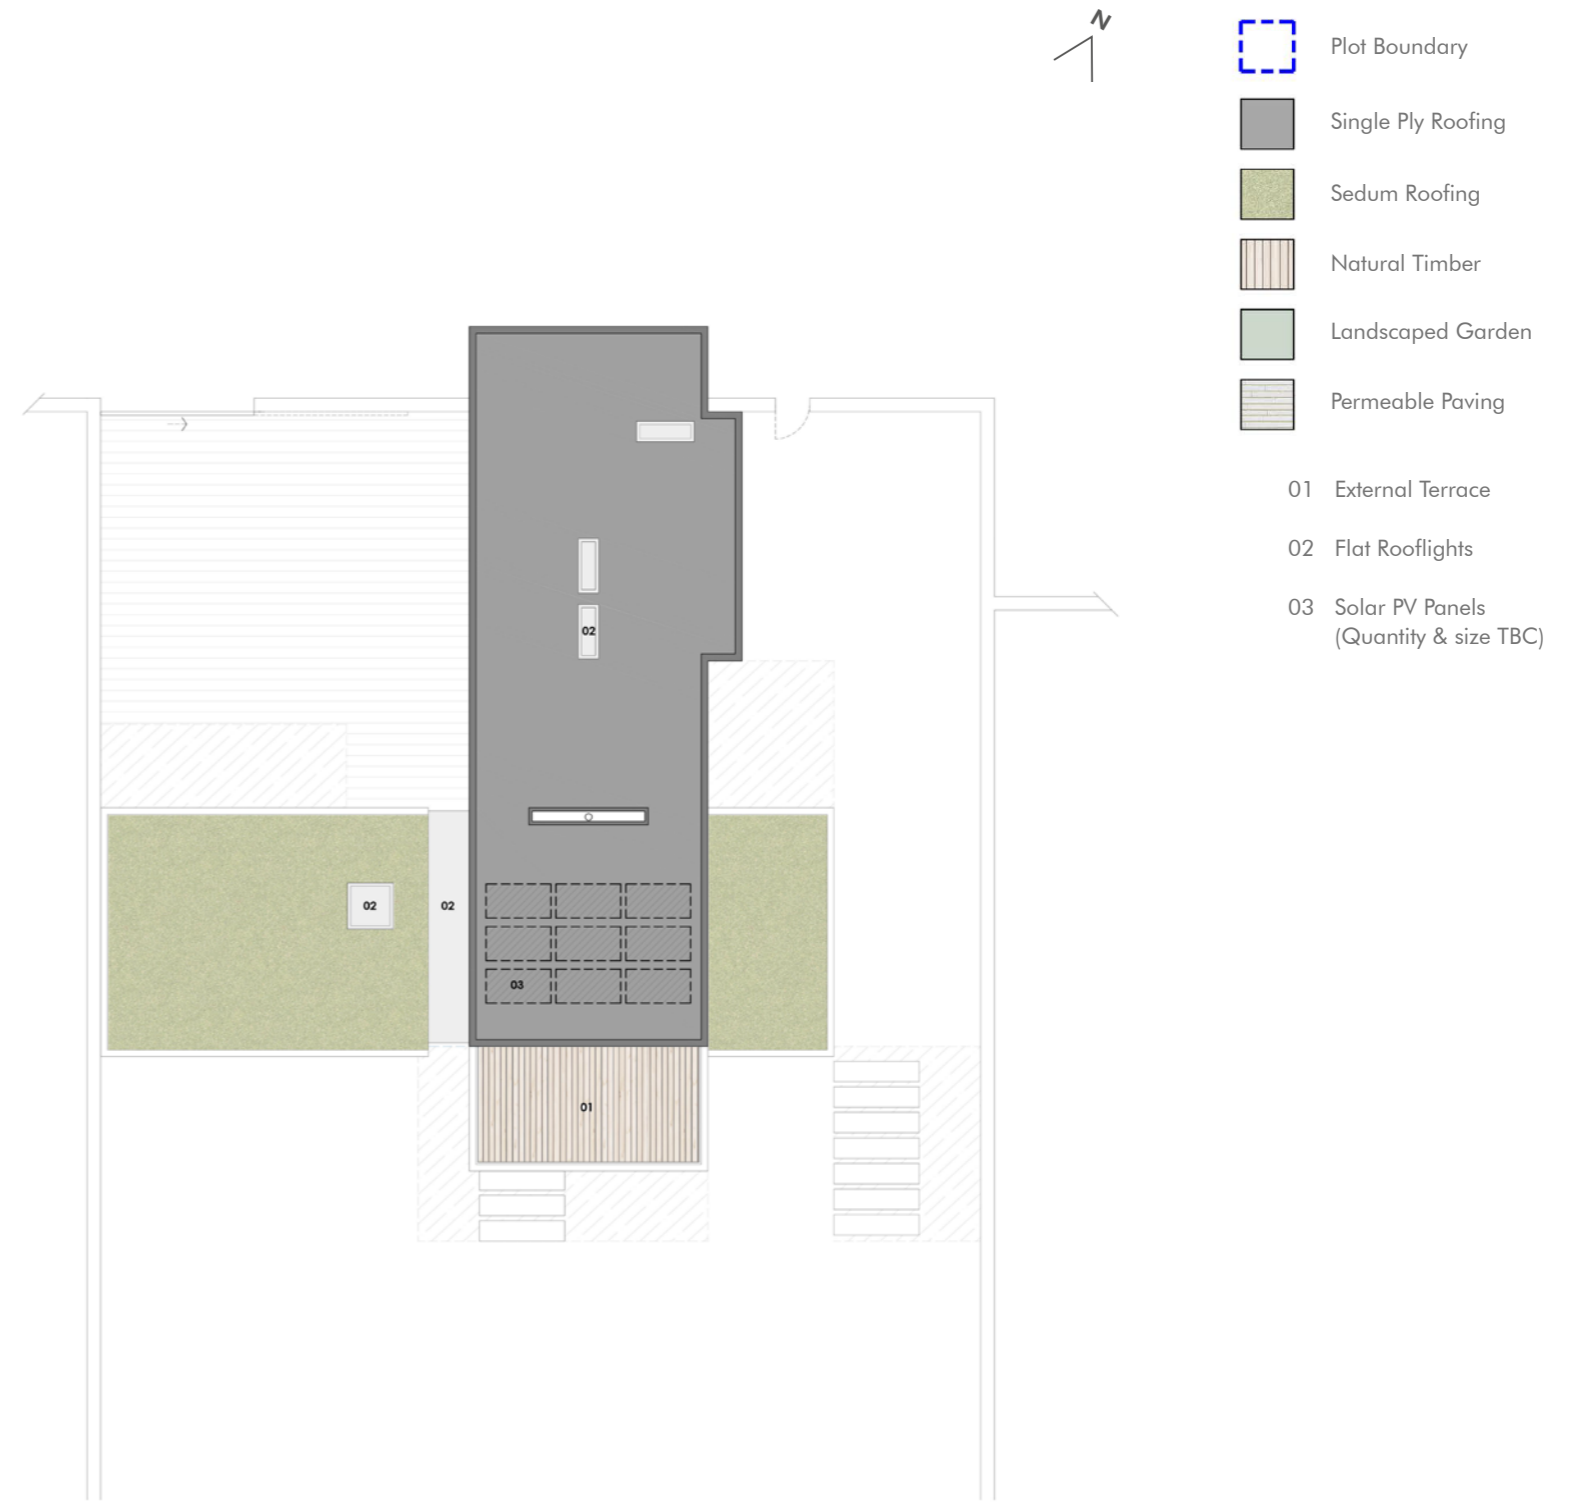 N
Plot Boundary
Single Ply Roofing
Sedum Roofing
Natural Timber
Landscaped Garden
Permeable Paving
01 External Terrace
02 Flat Rooflights
03 Solar PV Panels
(Quantity & size TBC)
02
02
02
03
01